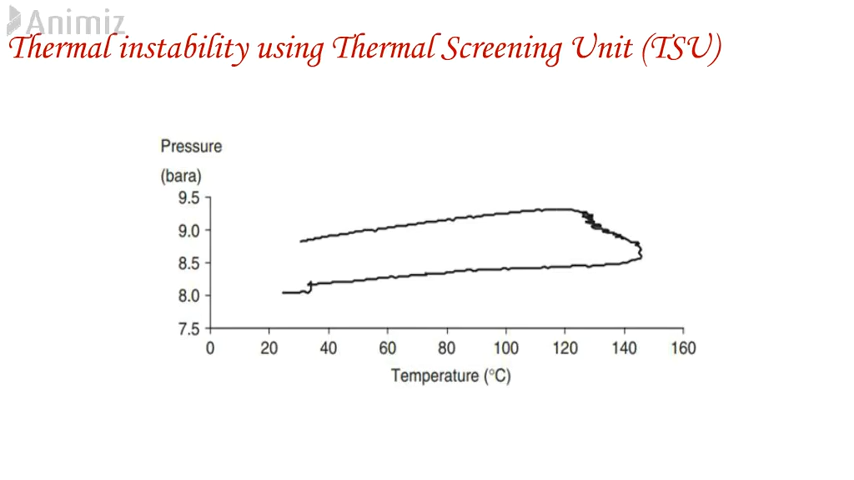 Animiz
Thermal instability using Thermal Screening Unit (TSU)
Pressure
(bara)
9.5
9.0
8.5
8.0
7.5
0 20 40 60 80 100 120 140 160
Temperature (°C)